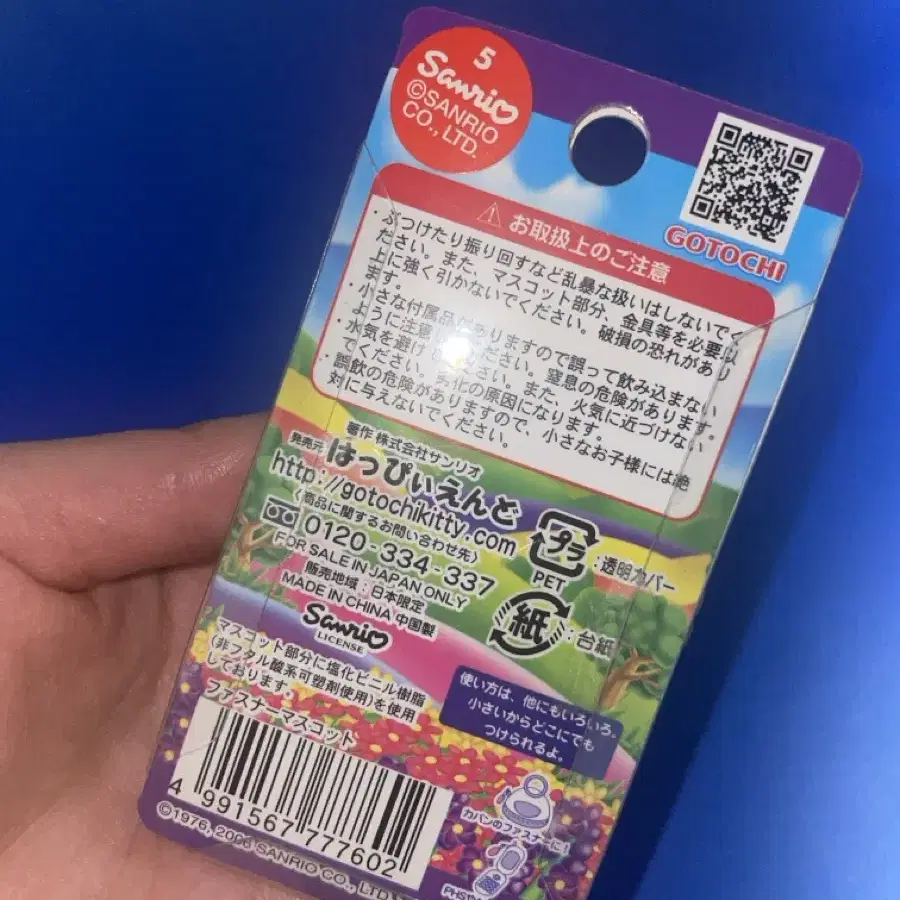 5
Sanrio
©SANRIO
CO., LTD.
GOTOCHI
お取扱上のご注意
・ぶつけたり振り回すなど乱暴な扱いはしないでく
ださい。また、マスコット部分、金具等を必要以
上に強く引かないでください。破損の恐れがあり
ます。
・小さな付属品がありますので誤って飲み込まない
ように注意 ださい。窒息の危険があります。
・水気を避け さい。また、火気に近づけない
でください。劣化の原因になります。
誤飲の危険がありますので、小さなお子様には絶
対に与えないでください。
著作 株式会社サンリオ
発売元 はっぴぃえんど
http://gotochikitty.com
〈商品に関するお問い合わせ先〉
0120-334-337
FOR SALE IN JAPAN ONLY
販売地域：日本限定
MADE IN CHINA 中国製
プラ
PET
：透明カバー
紙
：台紙
Sanrio
LICENSE
マスコット部分に塩化ビニル樹脂
(非フタル酸系可塑剤使用)を使用
しております。
ファスナーマスコット
使い方は、他にもいろいろ。
小さいからどこにでも
つけられるよ。
カバンのファスナーに！
PHSや
4 991567 777602
©1976, 2006 SANRIO CO., LTD.